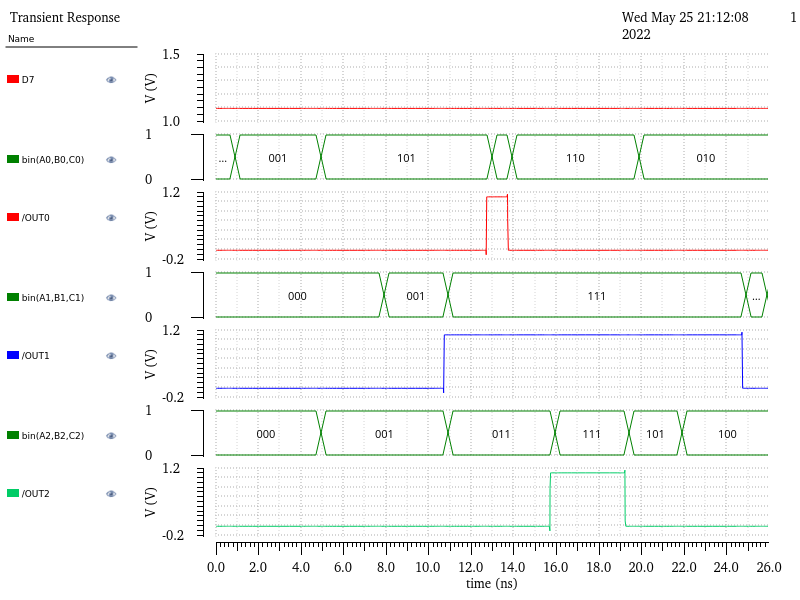 Transient Response
Wed May 25 21:12:08 1
2022
Name
D7
V (V)
1.5
1.0
bin(A0,B0,C0)
1
0
... 001 101 110 010
/OUT0
V (V)
1.2
-0.2
bin(A1,B1,C1)
1
0
000 001 111 ...
/OUT1
V (V)
1.2
-0.2
bin(A2,B2,C2)
1
0
000 001 011 111 101 100
/OUT2
V (V)
1.2
-0.2
0.0 2.0 4.0 6.0 8.0 10.0 12.0 14.0 16.0 18.0 20.0 22.0 24.0 26.0
time (ns)